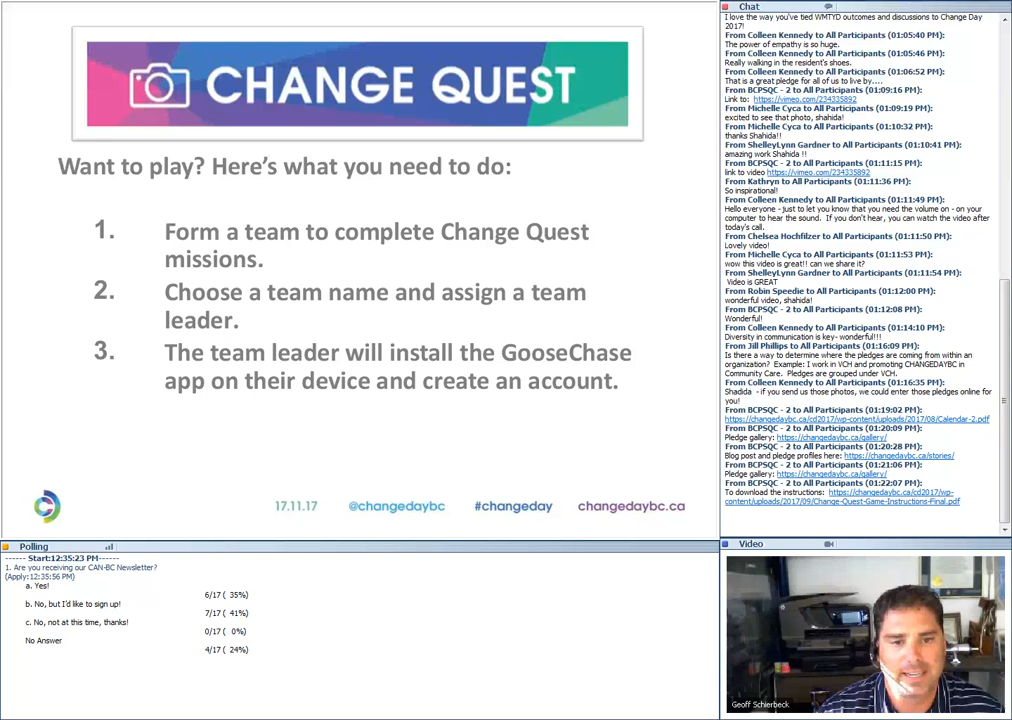 CHANGE QUEST
Want to play? Here's what you need to do:
1. Form a team to complete Change Quest
missions.
2. Choose a team name and assign a team
leader.
3. The team leader will install the GooseChase
app on their device and create an account.
17.11.17 @changedaybc #changeday changedaybc.ca
Chat
I love the way you've tied WMTYD outcomes and discussions to Change Day
2017!
From Colleen Kennedy to All Participants (01:05:40 PM):
The power of empathy is so huge.
From Colleen Kennedy to All Participants (01:05:46 PM):
Really walking in the resident's shoes.
From Colleen Kennedy to All Participants (01:06:52 PM):
That is a great pledge for all of us to live by....
From BCPSQC - 2 to All Participants (01:09:16 PM):
Link to: https://vimeo.com/234335892
From Michelle Cyca to All Participants (01:09:19 PM):
excited to see that photo, shahida!
From Michelle Cyca to All Participants (01:10:32 PM):
thanks Shahida!!
From ShelleyLynn Gardner to All Participants (01:10:41 PM):
amazing work Shahida !!
From BCPSQC - 2 to All Participants (01:11:15 PM):
link to video https://vimeo.com/234335892
From Kathryn to All Participants (01:11:36 PM):
So inspirational!
From Colleen Kennedy to All Participants (01:11:49 PM):
Hello everyone - just to let you know that you need the volume on - on your
computer to hear the sound. If you don't hear, you can watch the video after
today's call.
From Chelsea Hochfilzer to All Participants (01:11:50 PM):
Lovely video!
From Michelle Cyca to All Participants (01:11:53 PM):
wow this video is great!! can we share it?
From ShelleyLynn Gardner to All Participants (01:11:54 PM):
Video is GREAT
From Robin Speedie to All Participants (01:12:00 PM):
wonderful video, shahida!
From BCPSQC - 2 to All Participants (01:12:08 PM):
Wonderful!
From Colleen Kennedy to All Participants (01:14:10 PM):
Diversity in communication is key- wonderful!!!
From Jill Phillips to All Participants (01:16:09 PM):
Is there a way to determine where the pledges are coming from within an
organization? Example: I work in VCH and promoting CHANGEDAYBC in
Community Care. Pledges are grouped under VCH.
From Colleen Kennedy to All Participants (01:16:35 PM):
Shadida - if you send us those photos, we could enter those pledges online for
you!
From BCPSQC - 2 to All Participants (01:19:02 PM):
https://changedaybc.ca/cd2017/wp-content/uploads/2017/08/Calendar-2.pdf
From BCPSQC - 2 to All Participants (01:20:09 PM):
Pledge gallery: https://changedaybc.ca/gallery/
From BCPSQC - 2 to All Participants (01:20:28 PM):
Blog post and pledge profiles here: https://changedaybc.ca/stories/
From BCPSQC - 2 to All Participants (01:21:06 PM):
Pledge gallery: https://changedaybc.ca/gallery/
From BCPSQC - 2 to All Participants (01:22:07 PM):
To download the instructions: https://changedaybc.ca/cd2017/wp-
content/uploads/2017/09/Change-Quest-Game-Instructions-Final.pdf
Polling
------ Start:12:35:23 PM------
1. Are you receiving our CAN-BC Newsletter?
(Apply:12:35:56 PM)
a. Yes!
6/17 ( 35%)
b. No, but I'd like to sign up!
7/17 ( 41%)
c. No, not at this time, thanks!
0/17 ( 0%)
No Answer
4/17 ( 24%)
Video
Geoff Schierbeck